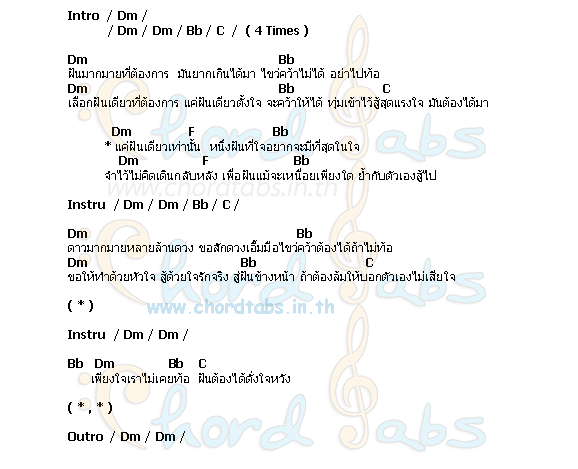 Intro / Dm /
/ Dm / Dm / Bb / C / ( 4 Times )
Dm Bb
ฝันมากมายที่ต้องการ มันยากเกินได้มา ไขว่คว้าไม่ได้ อย่าไปท้อ
Dm Bb C
เลือกฝันเดียวที่ต้องการ แค่ฝันเดียวตั้งใจ จะคว้าให้ได้ ทุ่มเข้าไว้สู้สุดแรงใจ มันต้องได้มา
Dm F Bb
* แค่ฝันเดียวเท่านั้น หนึ่งฝันที่ใจอยากจะมีที่สุดในใจ
Dm F Bb
จำไว้ไม่คิดเดินกลับหลัง เพื่อฝันแม้จะเหนื่อยเพียงใด ย้ำกับตัวเองสู้ไป
www.chordtabs.in.th
Instru / Dm / Dm / Bb / C /
Dm Bb
ดาวมากมายหลายล้านดวง ขอสักดวงเอื้อมมือไขว่คว้าต้องได้ถ้าไม่ท้อ
Dm Bb C
ขอให้ทำด้วยหัวใจ สู้ด้วยใจรักจริง สู่ฝันข้างหน้า ถ้าต้องล้มให้บอกตัวเองไม่เสียใจ
( * )
www.chordtabs.in.th
Instru / Dm / Dm /
Bb Dm Bb C
เพียงใจเราไม่เคยท้อ ฝันต้องได้ดั่งใจหวัง
( * , * )
Outro / Dm / Dm /
Chord Tabs
Chord Tabs